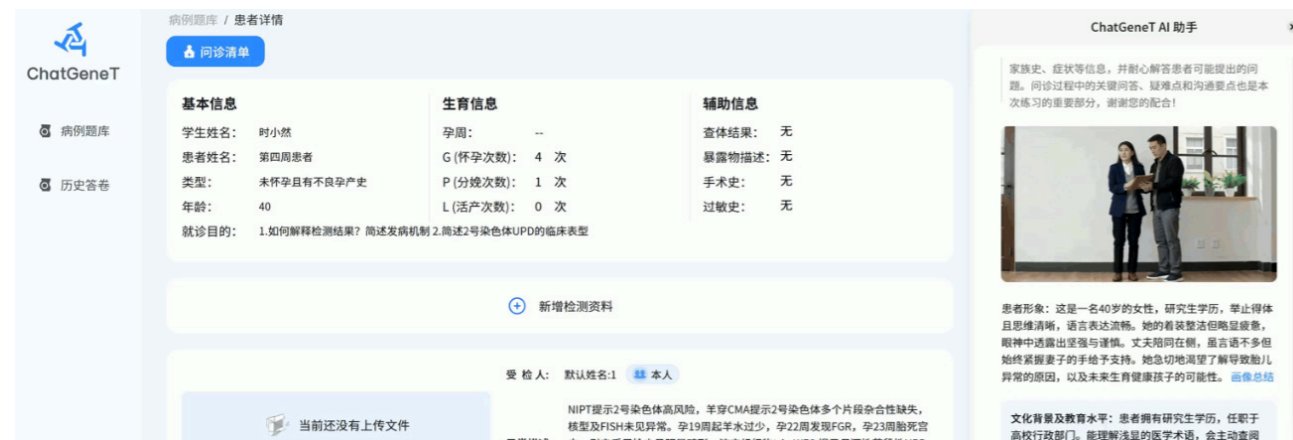 ChatGeneT
病例题库
历史答卷
病例题库 / 患者详情
问诊清单
基本信息
学生姓名： 时小然
患者姓名： 第四周患者
类型： 未怀孕且有不良孕产史
年龄： 40
就诊目的： 1.如何解释检测结果？简述发病机制 2.简述2号染色体UPD的临床表型
生育信息
孕周： --
G (怀孕次数)： 4 次
P (分娩次数)： 1 次
L (活产次数)： 0 次
辅助信息
查体结果： 无
暴露物描述： 无
手术史： 无
过敏史： 无
新增检测资料
受 检 人： 默认姓名:1 本人
当前还没有上传文件
NIPT提示2号染色体高风险，羊穿CMA提示2号染色体多个片段杂合性缺失，
核型及FISH未见异常。孕19周起羊水过少，孕22周发现FGR，孕23周胎死宫
ChatGeneT AI 助手
家族史、症状等信息，并耐心解答患者可能提出的问
题。问诊过程中的关键问答、疑难点和沟通要点也是本
次练习的重要部分，谢谢您的配合！
患者形象：这是一名40岁的女性，研究生学历，举止得体
且思维清晰，语言表达流畅。她的着装整洁但略显疲惫，
眼神中透露出坚强与谨慎。丈夫陪同在侧，虽言语不多但
始终紧握妻子的手给予支持。她急切地渴望了解导致胎儿
异常的原因，以及未来生育健康孩子的可能性。 画像总结
文化背景及教育水平：患者拥有研究生学历，任职于
高校行政部门。能理解浅显的医学术语，会主动查阅